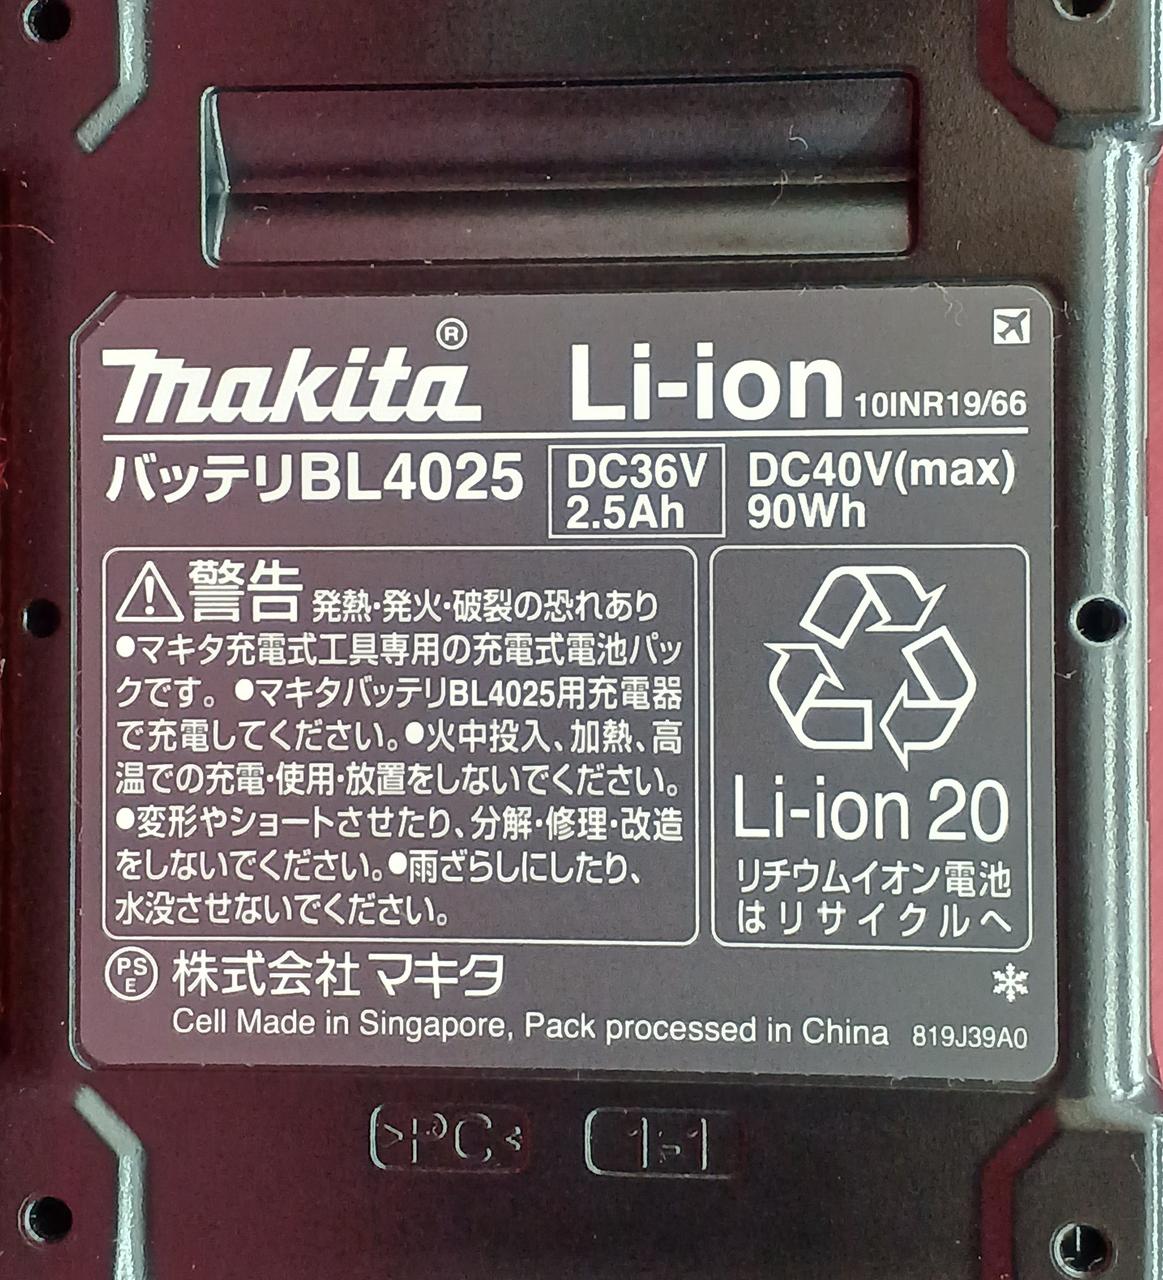 makita®
Li-ion 10INR19/66
バッテリBL4025
DC36V
2.5Ah
DC40V(max)
90Wh
警告 発熱・発火・破裂の恐れあり
●マキタ充電式工具専用の充電式電池パッ
クです。●マキタバッテリBL4025用充電器
で充電してください。●火中投入、加熱、高
温での充電・使用・放置をしないでください。
●変形やショートさせたり、分解・修理・改造
をしないでください。●雨ざらしにしたり、
水没させないでください。
Li-ion 20
リチウムイオン電池
はリサイクルへ
PS
E
株式会社マキタ
Cell Made in Singapore, Pack processed in China 819J39A0
>PC<
1-1